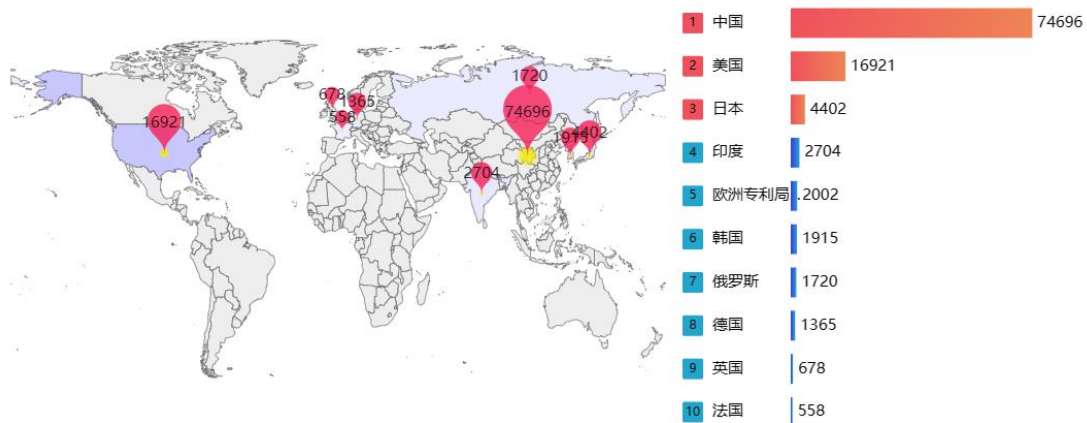 1 中国 74696
2 美国 16921
3 日本 4402
4 印度 2704
5 欧洲专利局. 2002
6 韩国 1915
7 俄罗斯 1720
8 德国 1365
9 英国 678
10 法国 558
1720
678
1365
74696
558
16921
1915
4402
2704